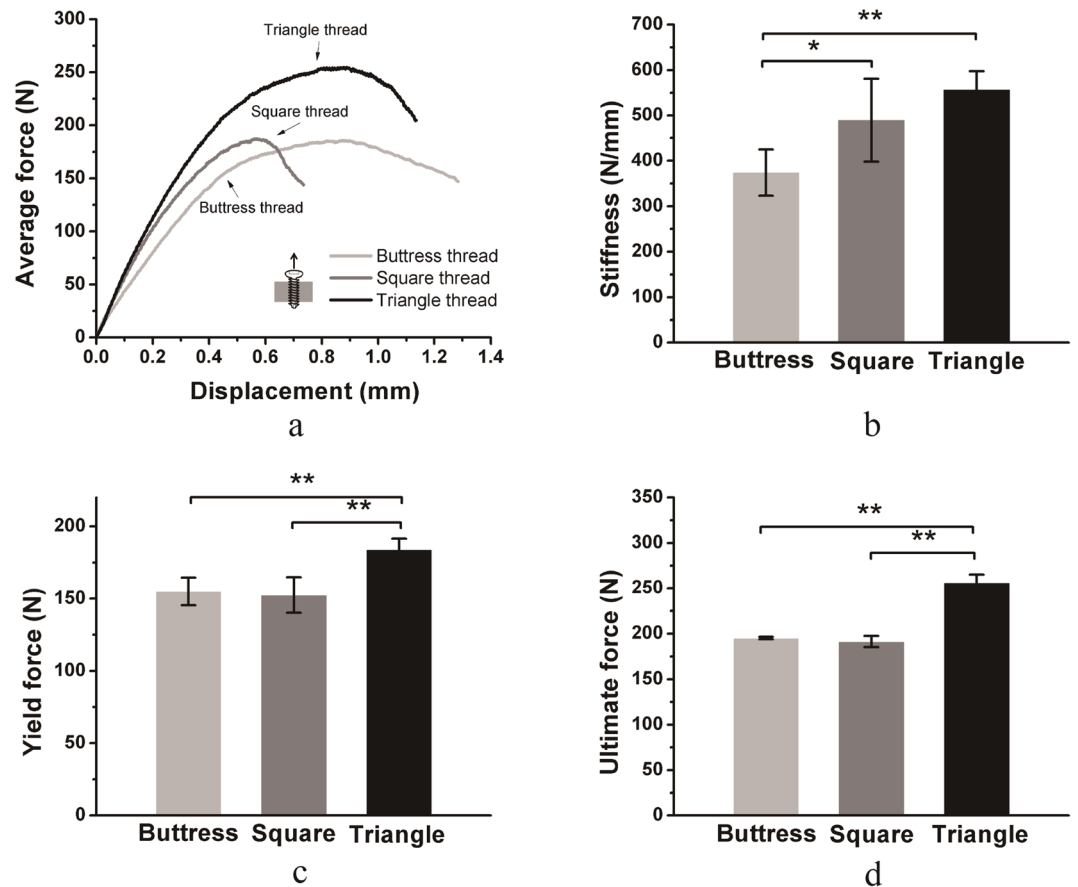 300
250
200
150
100
50
0
Average force (N)
Triangle thread
Square thread
Buttress thread
Buttress thread
Square thread
Triangle thread
0.0 0.2 0.4 0.6 0.8 1.0 1.2 1.4
Displacement (mm)
a
700
600
500
400
300
200
100
0
Stiffness (N/mm)
**
*
Buttress Square Triangle
b
200
150
100
50
0
Yield force (N)
**
**
Buttress Square Triangle
c
350
300
250
200
150
100
50
0
Ultimate force (N)
**
**
Buttress Square Triangle
d